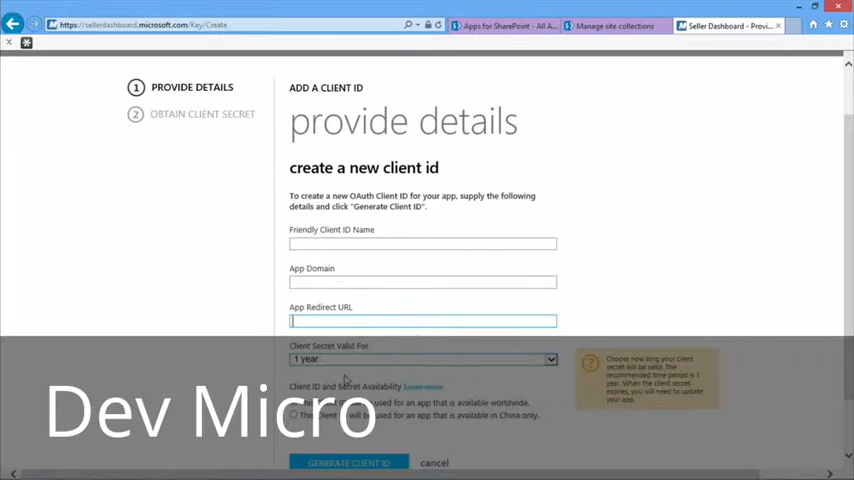 https://sellerdashboard.microsoft.com/Key/Create
Apps for SharePoint - All A...
Manage site collections
Seller Dashboard - Provi...
1 PROVIDE DETAILS
2 OBTAIN CLIENT SECRET
ADD A CLIENT ID
provide details
create a new client id
To create a new OAuth Client ID for your app, supply the following
details and click "Generate Client ID".
Friendly Client ID Name
App Domain
App Redirect URL
Client Secret Valid For
1 year
Choose how long your client
secret will be valid. The
recommended time period is 1
year. When the client secret
expires, you will need to update
your app.
Client ID and Secret Availability Learn more
used for an app that is available worldwide.
This Client ID will be used for an app that is available in China only.
Dev Micro
GENERATE CLIENT ID
cancel